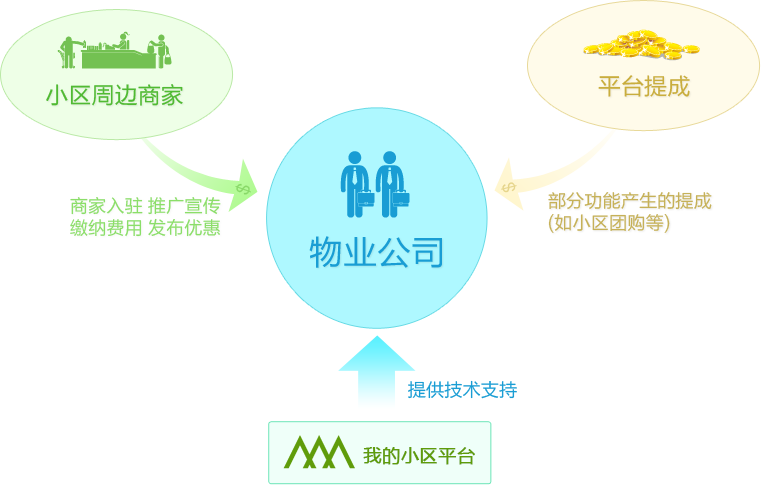 小区周边商家
平台提成
$
$
商家入驻 推广宣传
缴纳费用 发布优惠
部分功能产生的提成
(如小区团购等)
物业公司
提供技术支持
我的小区平台